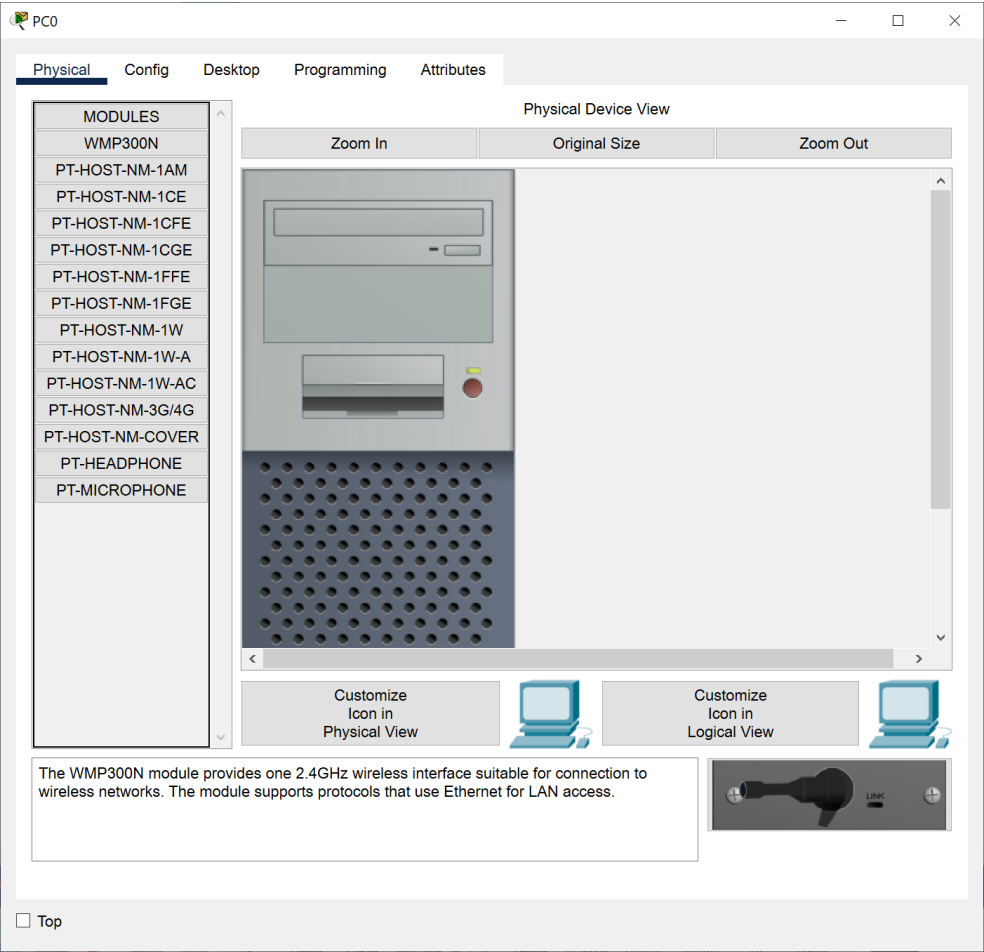 PC0
Physical
Config
Desktop
Programming
Attributes
MODULES
WMP300N
PT-HOST-NM-1AM
PT-HOST-NM-1CE
PT-HOST-NM-1CFE
PT-HOST-NM-1CGE
PT-HOST-NM-1FFE
PT-HOST-NM-1FGE
PT-HOST-NM-1W
PT-HOST-NM-1W-A
PT-HOST-NM-1W-AC
PT-HOST-NM-3G/4G
PT-HOST-NM-COVER
PT-HEADPHONE
PT-MICROPHONE
Physical Device View
Zoom In
Original Size
Zoom Out
Customize
Icon in
Physical View
Customize
Icon in
Logical View
The WMP300N module provides one 2.4GHz wireless interface suitable for connection to
wireless networks. The module supports protocols that use Ethernet for LAN access.
LINK
Top